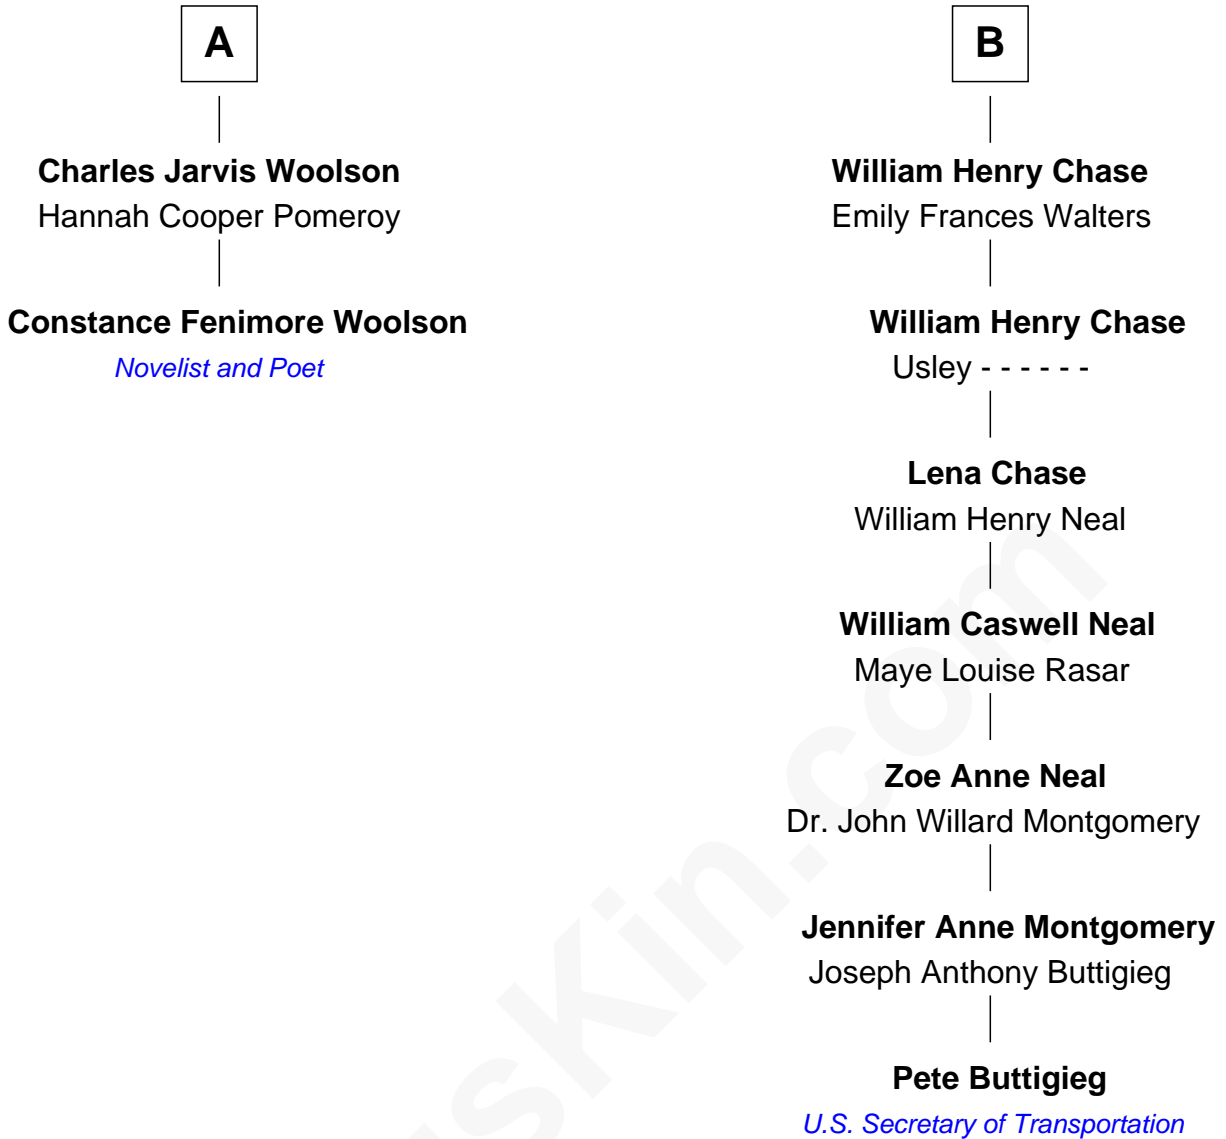 A
Charles Jarvis Woolson
Hannah Cooper Pomeroy
Constance Fenimore Woolson
Novelist and Poet
B
William Henry Chase
Emily Frances Walters
William Henry Chase
Usley - - - - - -
Lena Chase
William Henry Neal
William Caswell Neal
Maye Louise Rasar
Zoe Anne Neal
Dr. John Willard Montgomery
Jennifer Anne Montgomery
Joseph Anthony Buttigieg
Pete Buttigieg
U.S. Secretary of Transportation